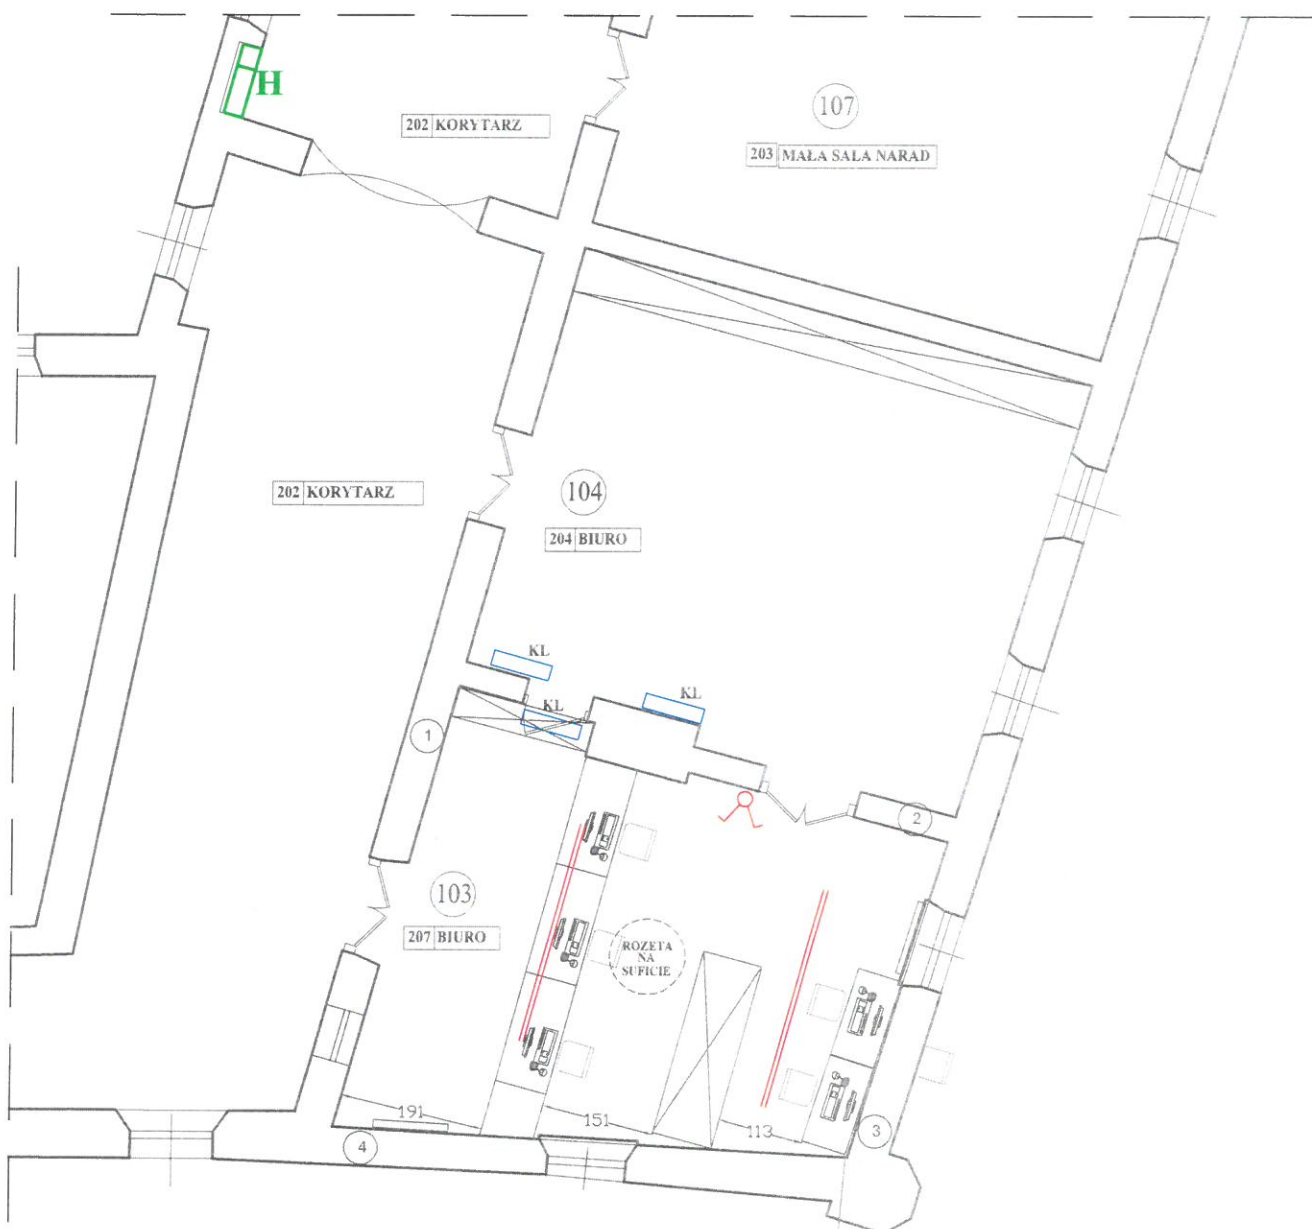 H
202 KORYTARZ
107
203 MAŁA SALA NARAD
202 KORYTARZ
104
204 BIURO
KL
KL
KL
1
2
103
207 BIURO
ROZETA
NA
SUFICIE
191
151
113
3
4